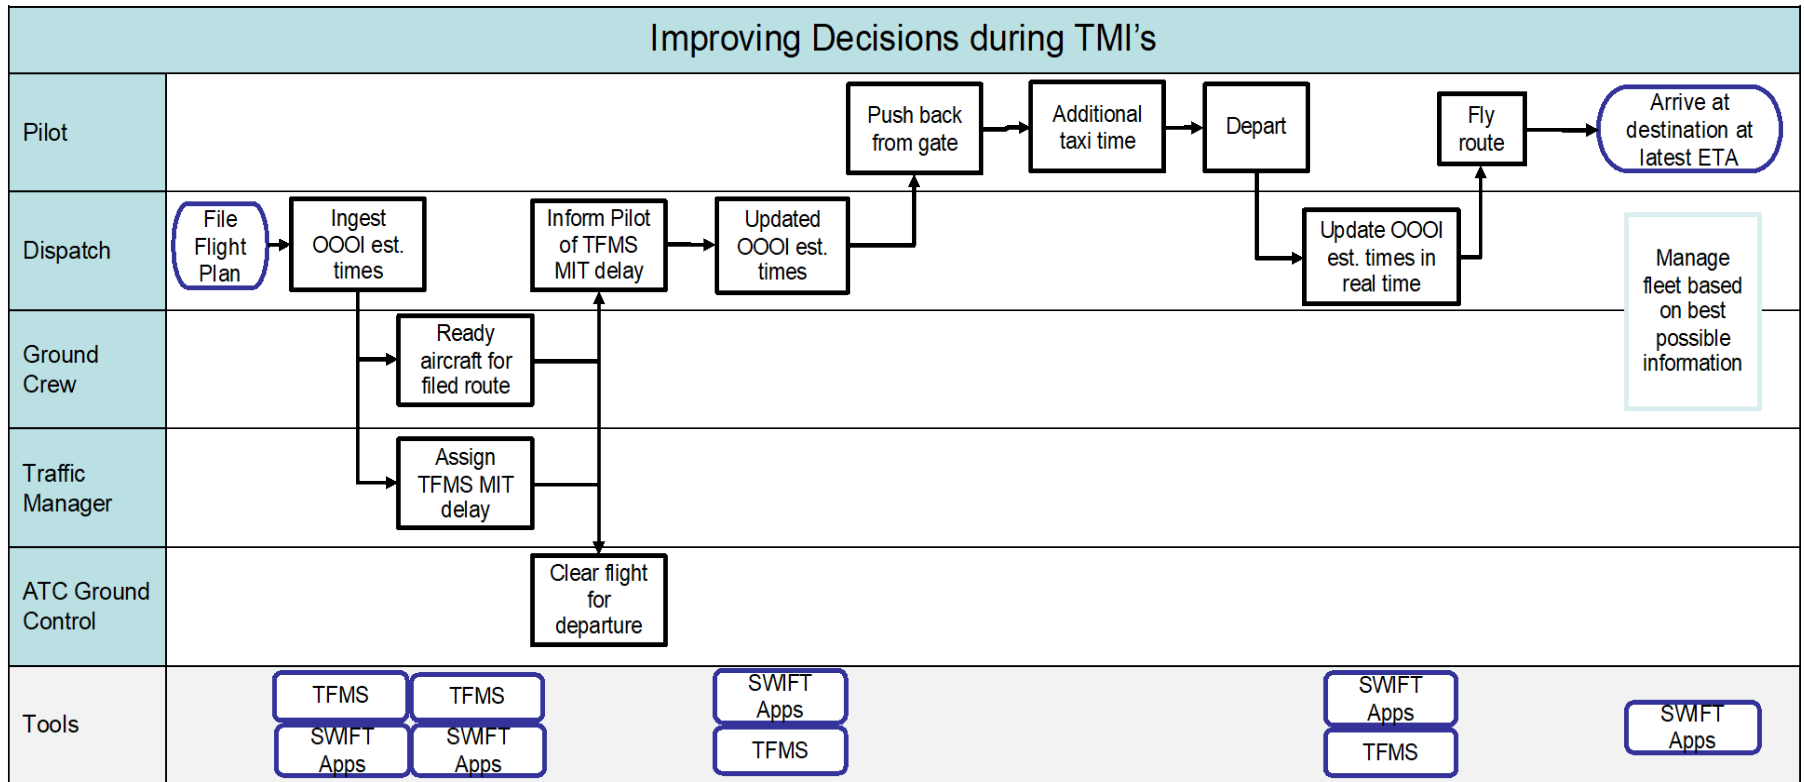 Improving Decisions during TMI's
Pilot
Push back
from gate
Additional
taxi time
Depart
Fly
route
Arrive at
destination at
latest ETA
Dispatch
File
Flight
Plan
Ingest
OOOI est.
times
Inform Pilot
of TFMS
MIT delay
Updated
OOOI est.
times
Update OOOI
est. times in
real time
Manage
fleet based
on best
possible
information
Ground
Crew
Ready
aircraft for
filed route
Traffic
Manager
Assign
TFMS MIT
delay
ATC Ground
Control
Clear flight
for
departure
Tools
TFMS
SWIFT
Apps
TFMS
SWIFT
Apps
SWIFT
Apps
TFMS
SWIFT
Apps
TFMS
SWIFT
Apps